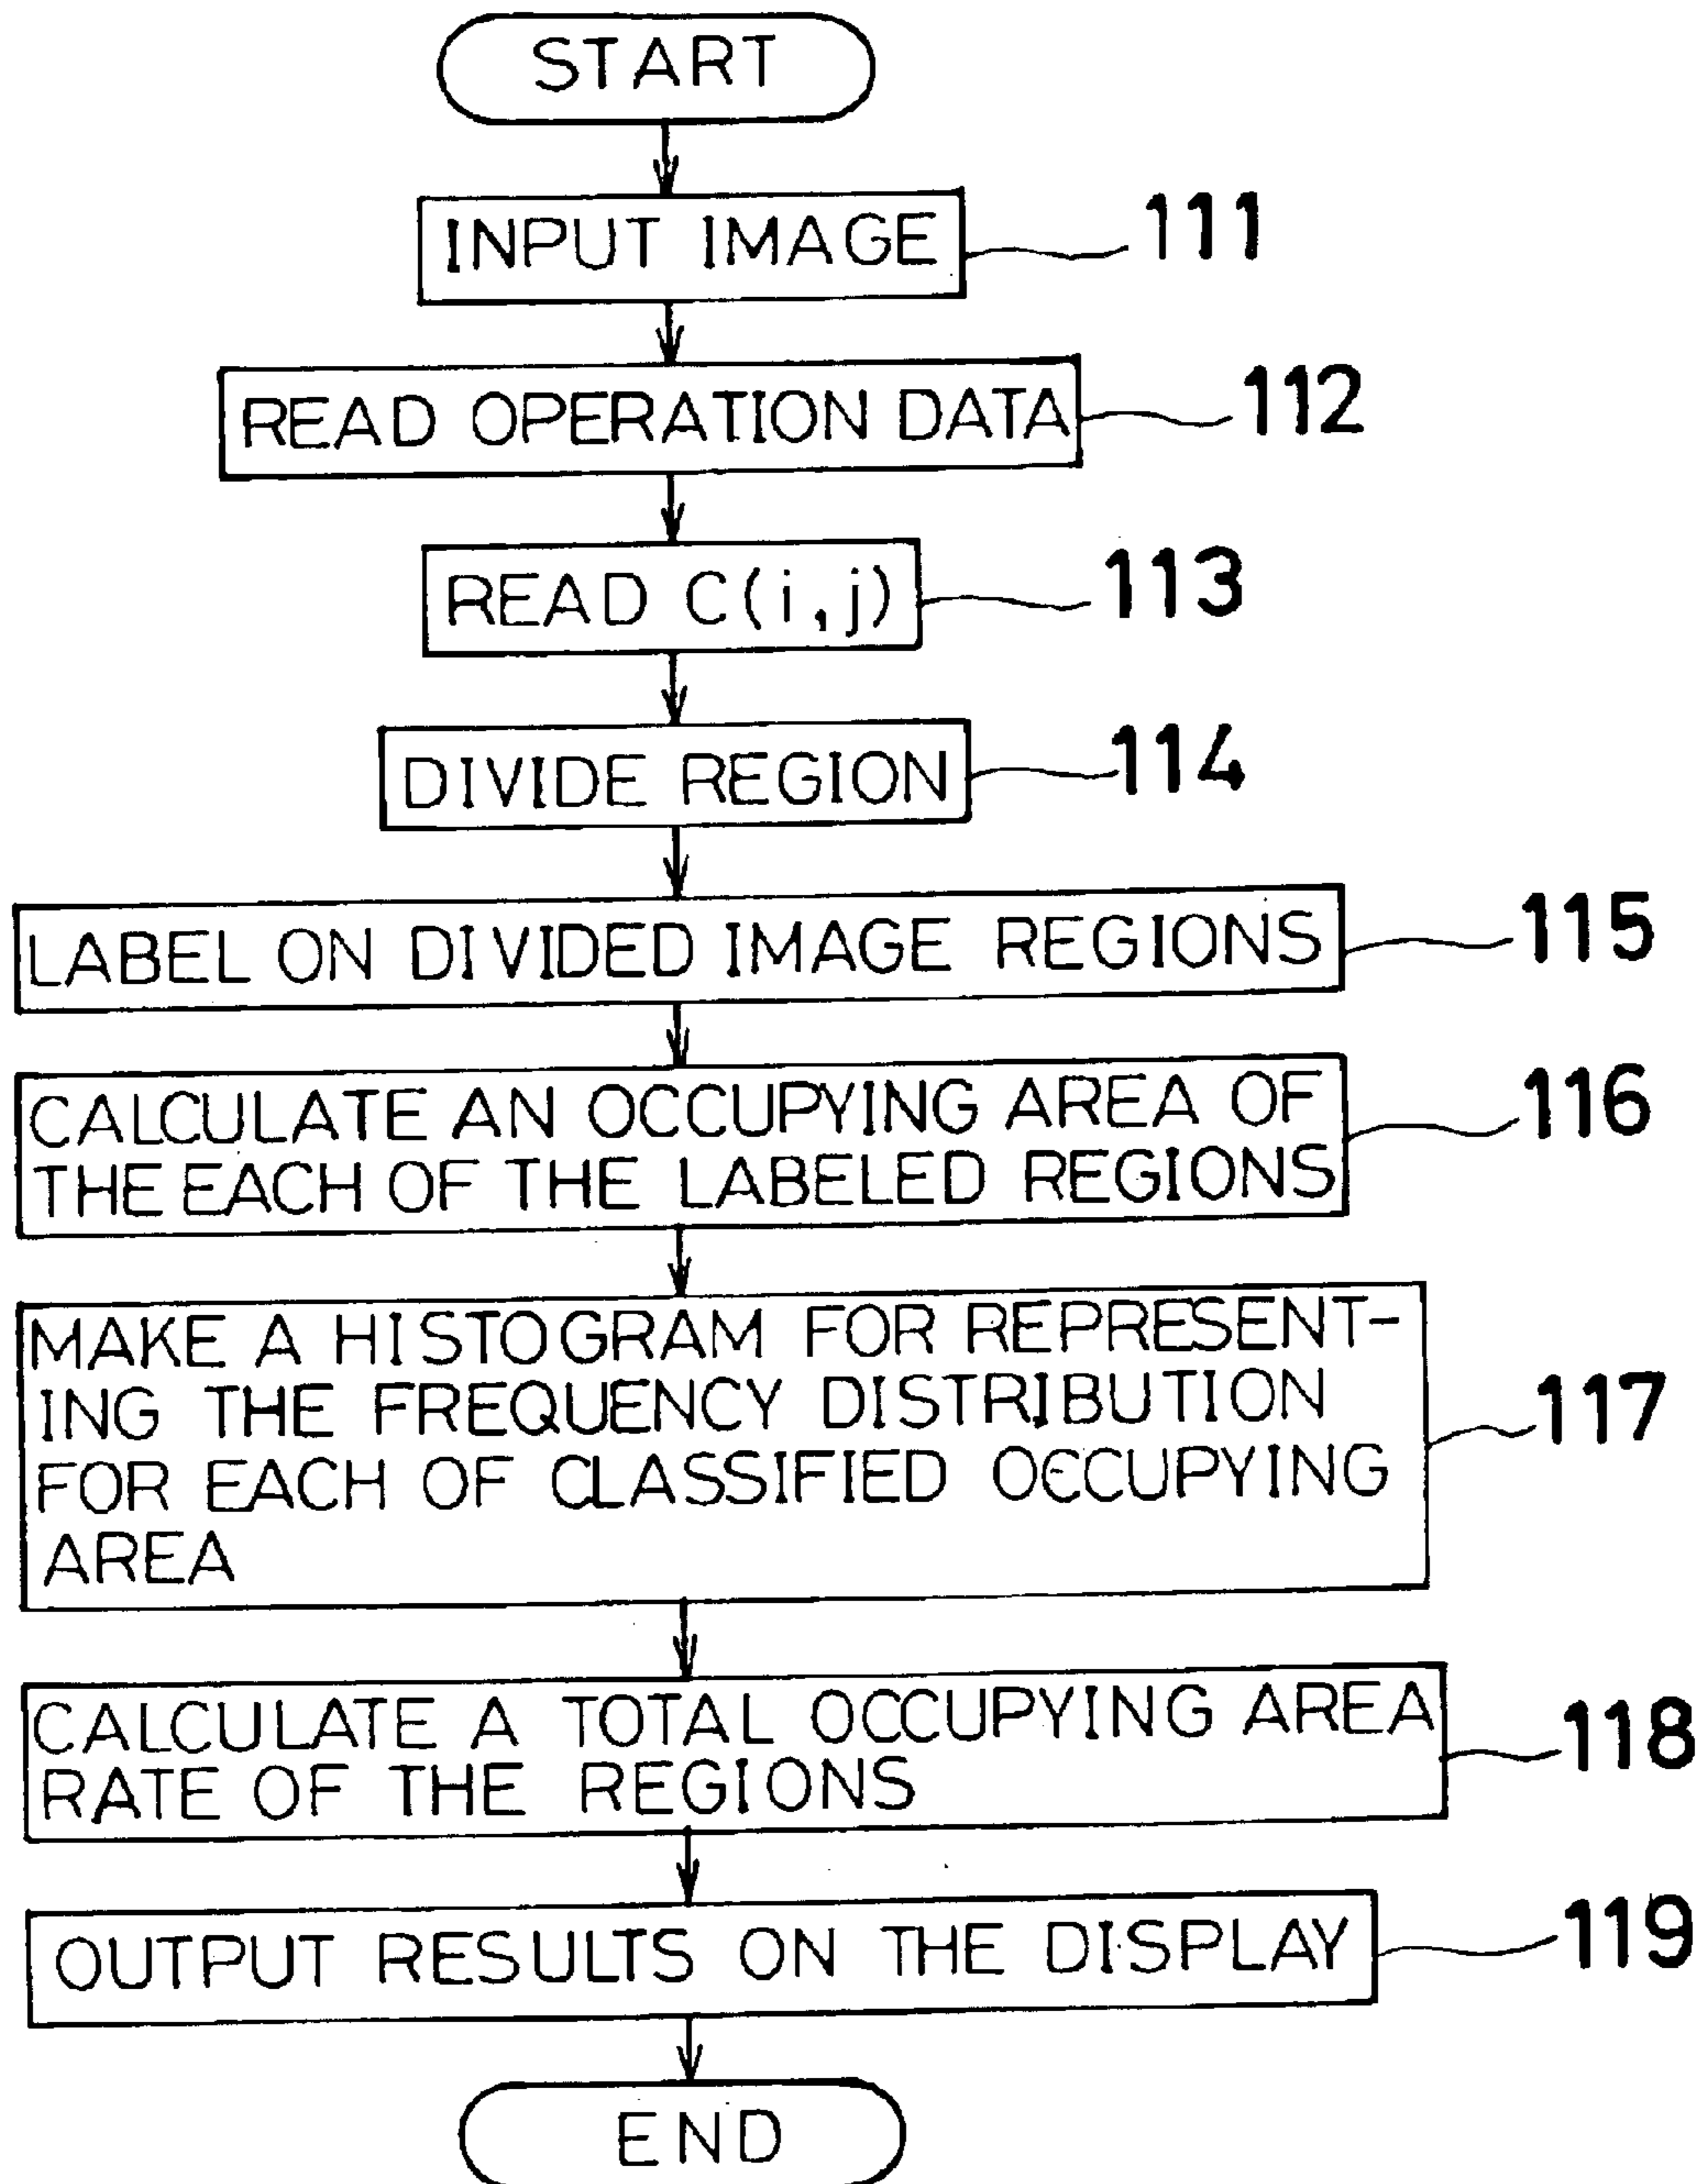 START
INPUT IMAGE
111
READ OPERATION DATA
112
READ C(i,j)
113
DIVIDE REGION
114
LABEL ON DIVIDED IMAGE REGIONS
115
CALCULATE AN OCCUPYING AREA OF
THE EACH OF THE LABELED REGIONS
116
MAKE A HISTOGRAM FOR REPRESENT-
ING THE FREQUENCY DISTRIBUTION
FOR EACH OF CLASSIFIED OCCUPYING
AREA
117
CALCULATE A TOTAL OCCUPYING AREA
RATE OF THE REGIONS
118
OUTPUT RESULTS ON THE DISPLAY
119
END